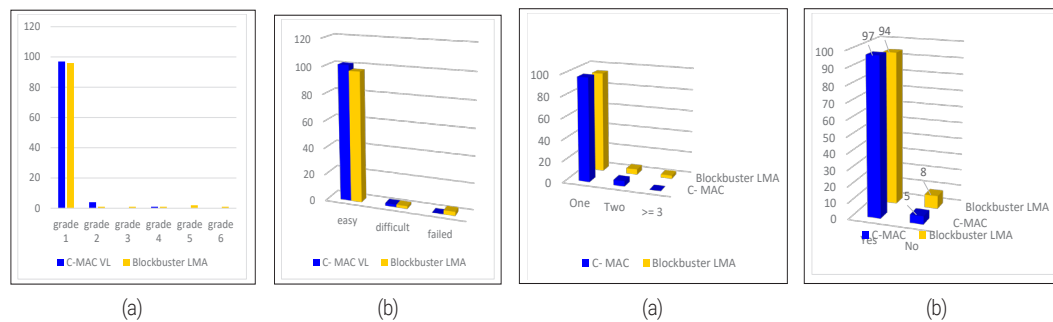 120
100
80
60
40
20
0
grade 1
grade 2
grade 3
grade 4
grade 5
grade 6
C-MAC VL
Blockbuster LMA
(a)
120
100
80
60
40
20
0
easy
difficult
failed
C- MAC VL
Blockbuster LMA
(b)
100
80
60
40
20
0
One
Two
>= 3
Blockbuster LMA
C- MAC
C- MAC
Blockbuster LMA
(a)
97
94
100
90
80
70
60
50
40
30
20
10
0
8
5
Blockbuster LMA
C-MAC
Yes
No
C-MAC
Blockbuster LMA
(b)